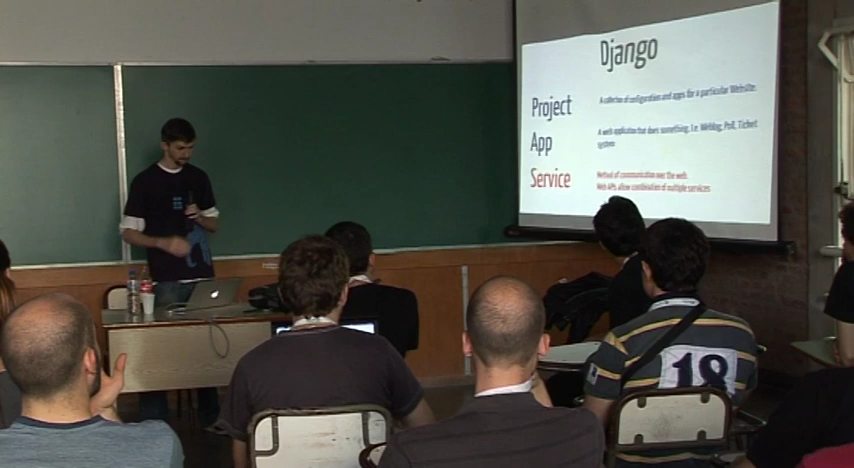 Django
Project
A collection of configurations and apps for a particular Website.
App
A web application that does something. I.e. Weblog, Poll, Ticket
system
Service
Method of communication over the web.
Web APIs allow combination of multiple services
18